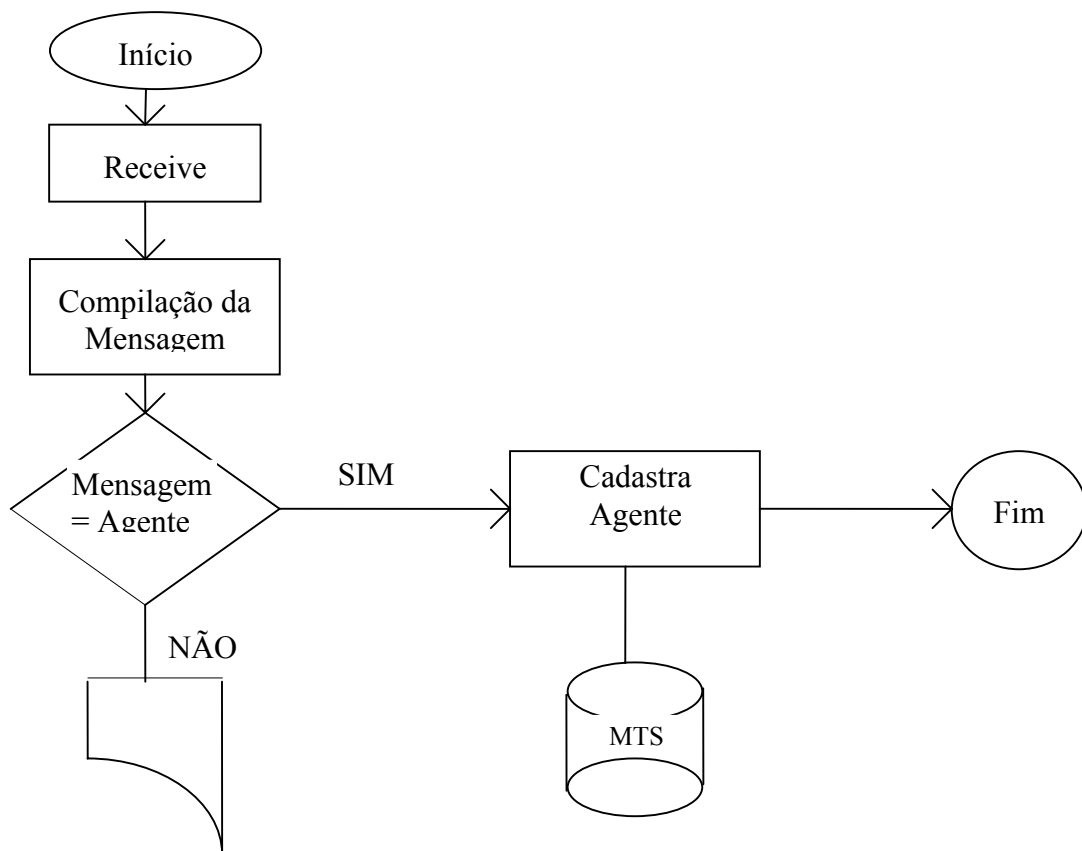 Início
Receive
Compilação da
Mensagem
Mensagem
= Agente
SIM
Cadastra
Agente
Fim
NÃO
MTS